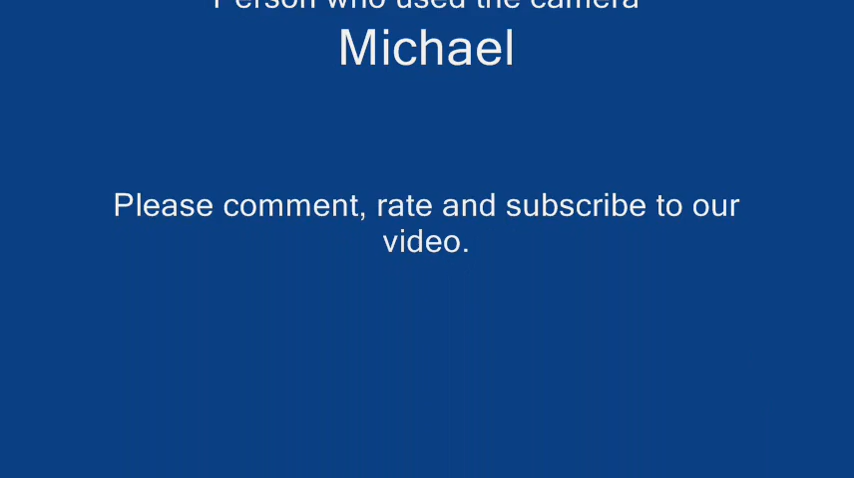 Person who used the camera
Michael
Please comment, rate and subscribe to our
video.